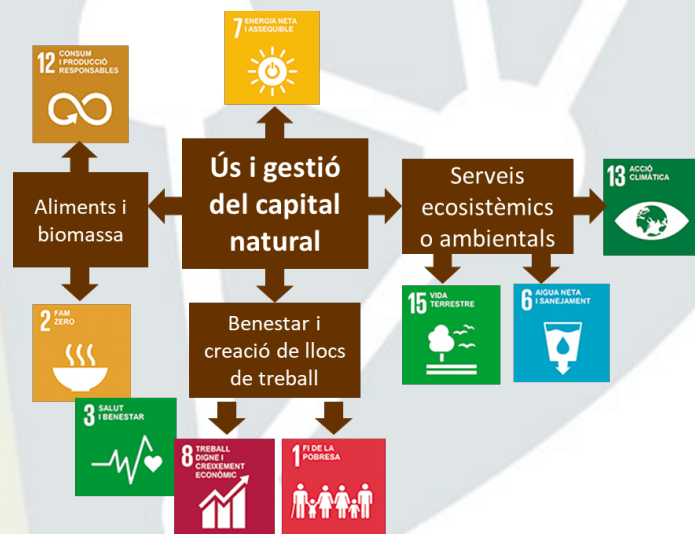 7 ENERGIA NETA
I ASSEQUIBLE
12 CONSUM
I PRODUCCIÓ
RESPONSABLES
Ús i gestió
del capital
natural
Aliments i
biomassa
Serveis
ecosistèmics
o ambientals
13 ACCIÓ
CLIMÀTICA
2 FAM
ZERO
Benestar i
creació de llocs
de treball
15 VIDA
TERRESTRE
6 AIGUA NETA
I SANEJAMENT
3 SALUT
I BENESTAR
8 TREBALL
DIGNE I
CREIXEMENT
ECONÒMIC
1 FI DE LA
POBRESA